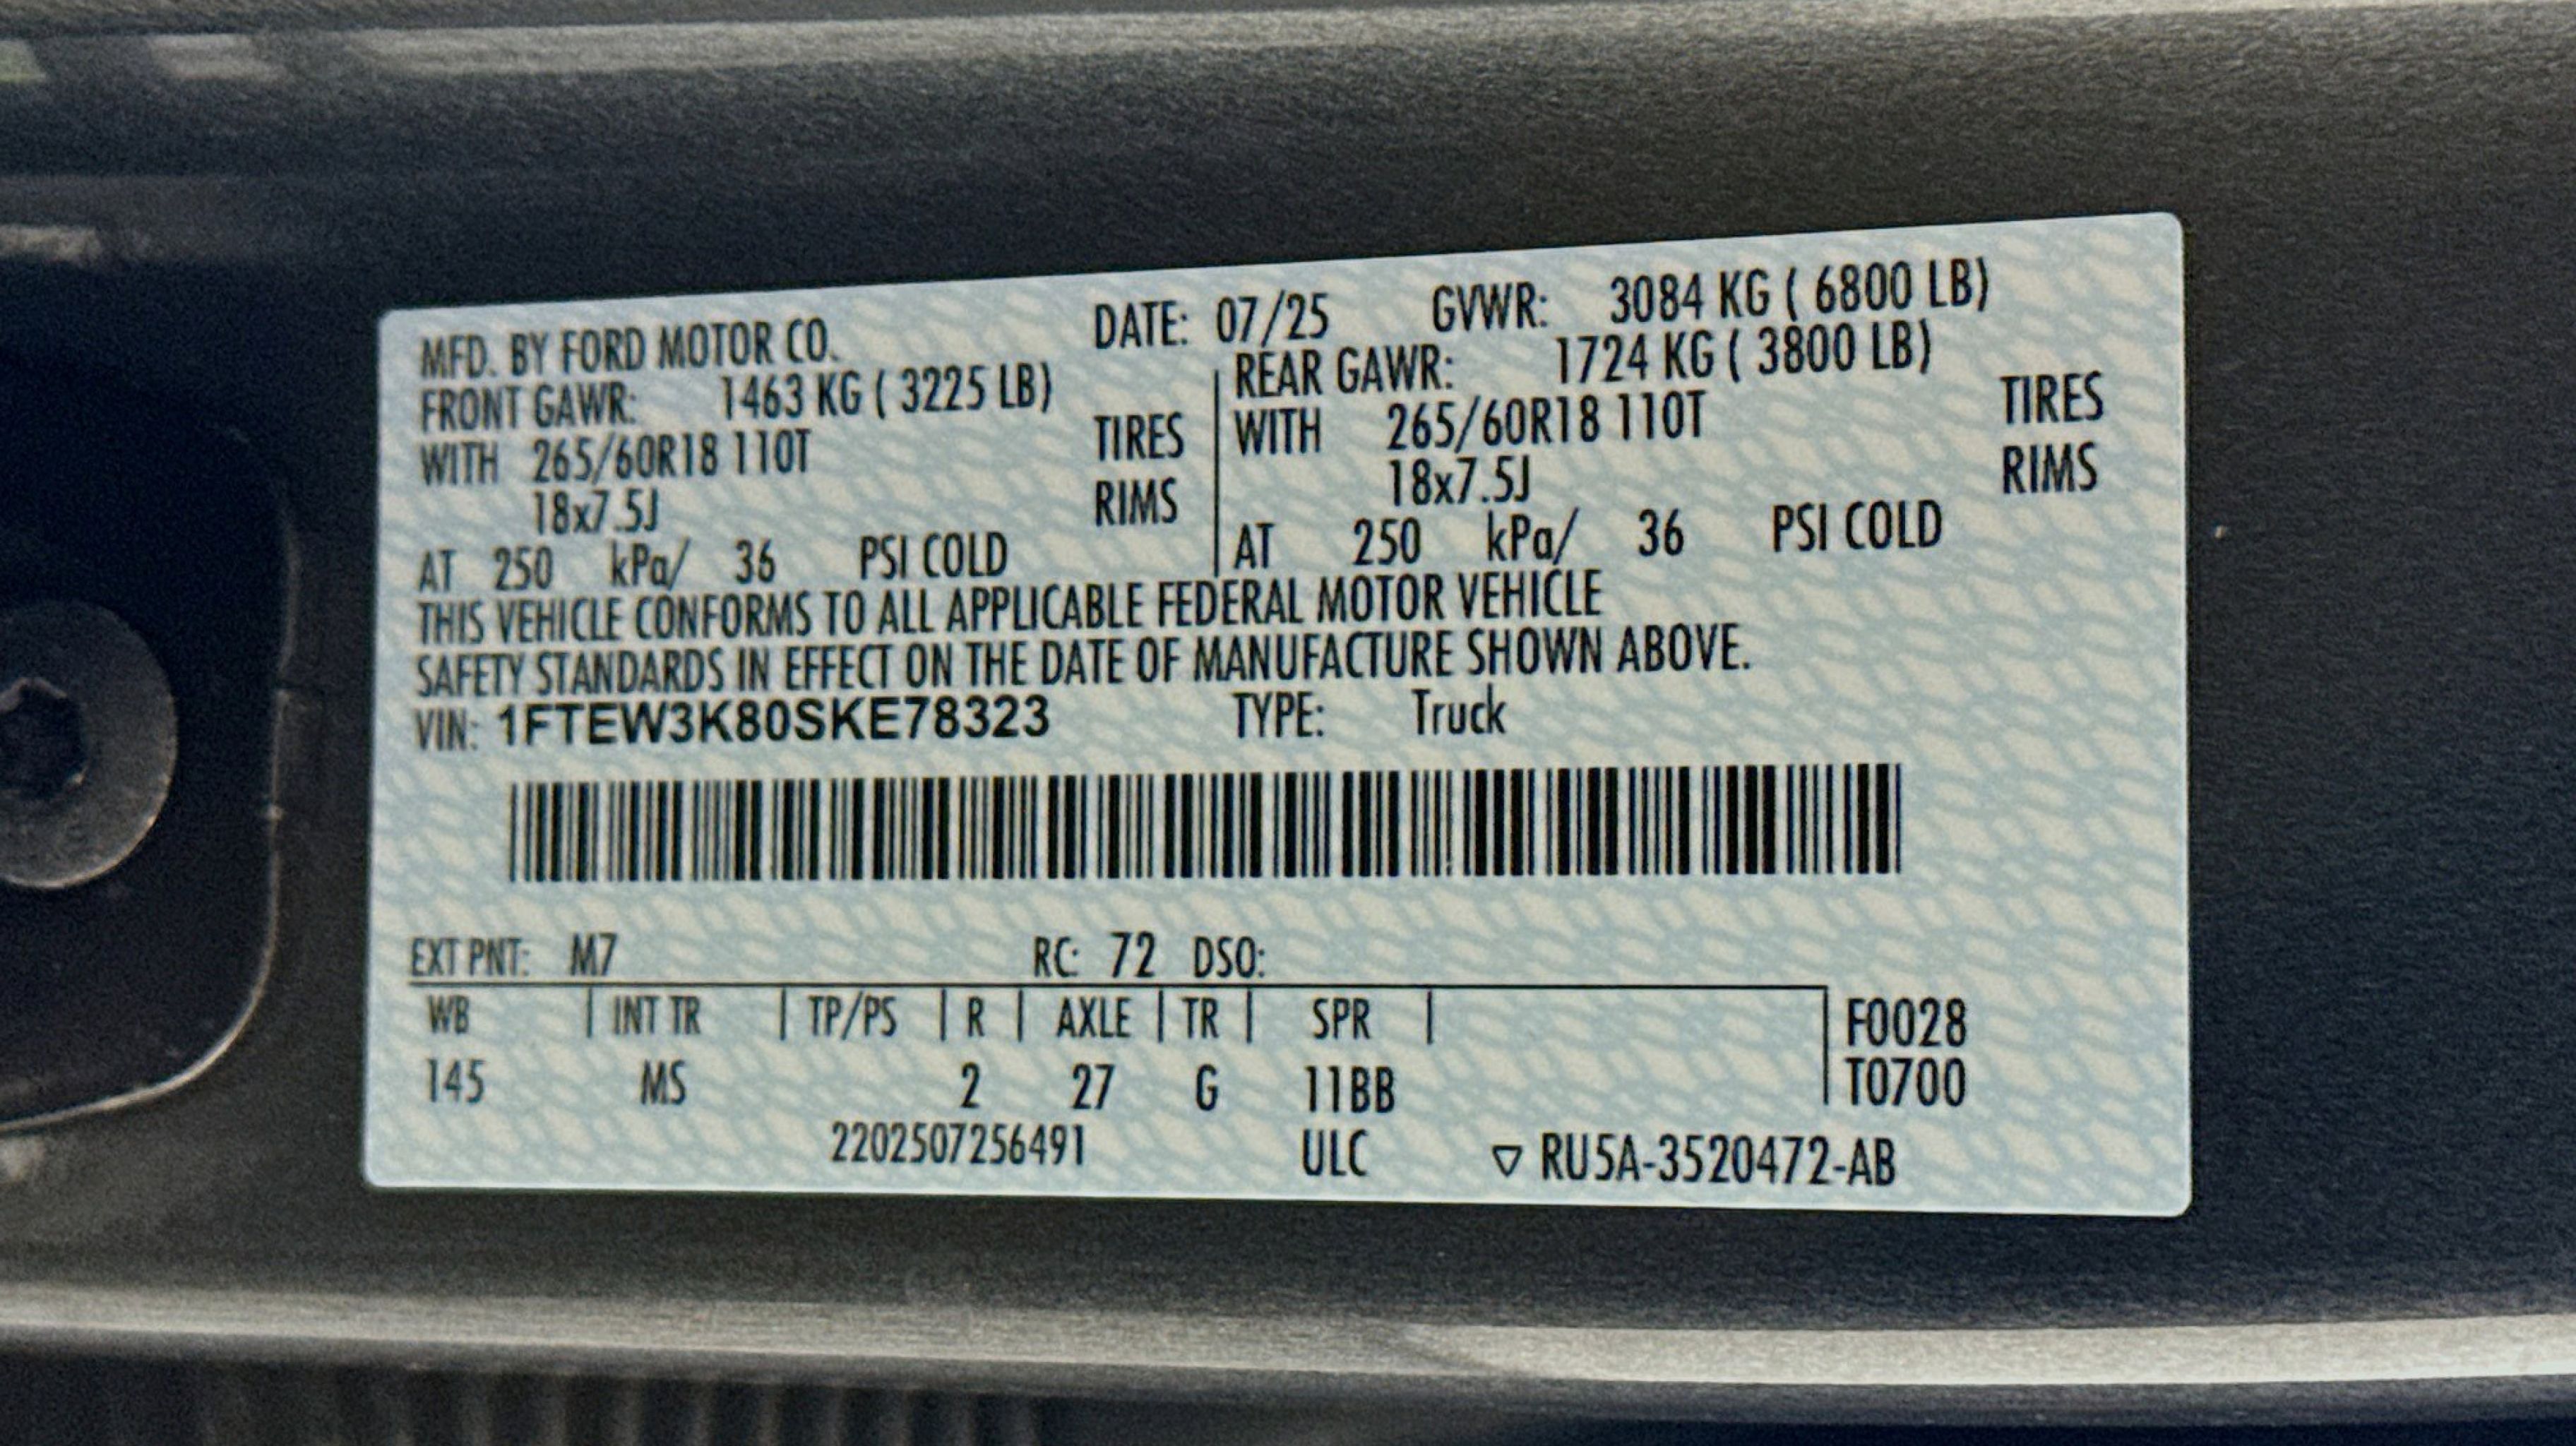 MFD. BY FORD MOTOR CO. DATE: 07/25 GVWR: 3084 KG ( 6800 LB)
FRONT GAWR: 1463 KG ( 3225 LB) REAR GAWR: 1724 KG ( 3800 LB)
WITH 265/60R18 110T TIRES WITH 265/60R18 110T TIRES
18x7.5J RIMS 18x7.5J RIMS
AT 250 kPa/ 36 PSI COLD AT 250 kPa/ 36 PSI COLD
THIS VEHICLE CONFORMS TO ALL APPLICABLE FEDERAL MOTOR VEHICLE
SAFETY STANDARDS IN EFFECT ON THE DATE OF MANUFACTURE SHOWN ABOVE.
VIN: 1FTEW3K80SKE78323 TYPE: Truck
EXT PNT: M7 RC: 72 DSO:
WB | INT TR | TP/PS | R | AXLE | TR | SPR | F0028
145 MS 2 27 G 11BB T0700
2202507256491 ULC ▽ RU5A-3520472-AB